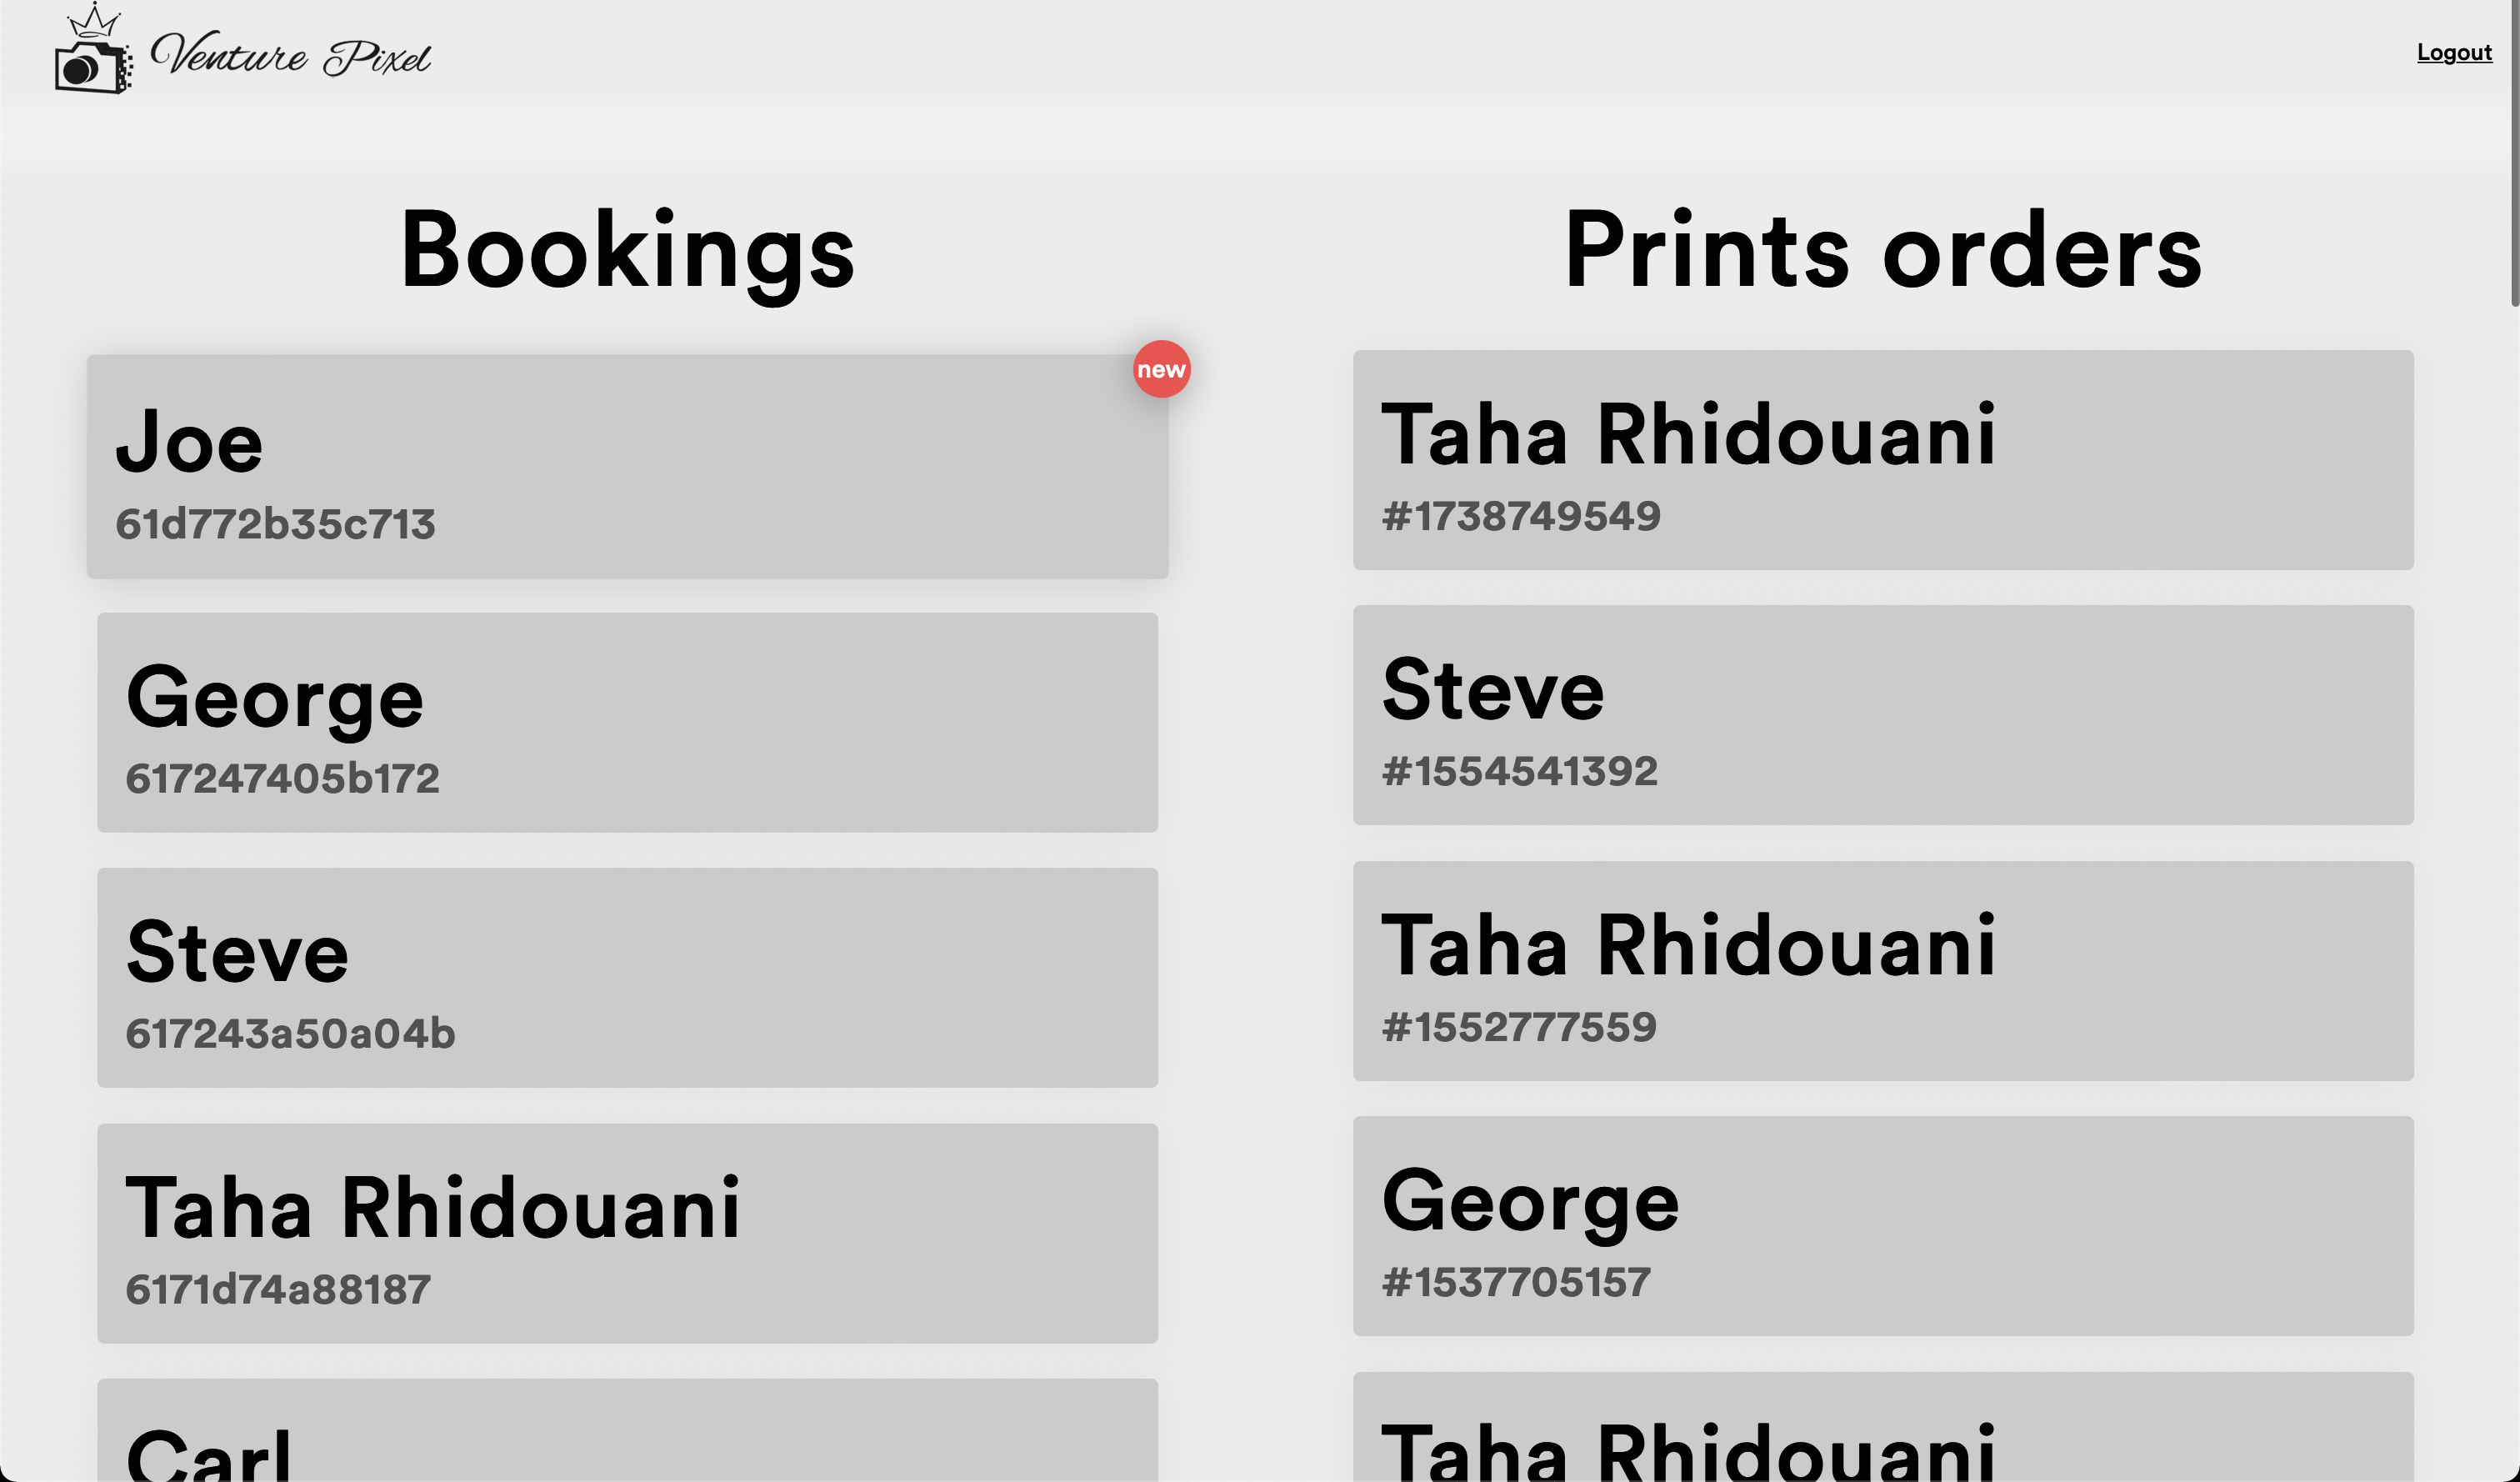 Venture Pixel
Logout
Bookings
new
Joe
61d772b35c713
George
617247405b172
Steve
617243a50a04b
Taha Rhidouani
6171d74a88187
Carl
Prints orders
Taha Rhidouani
#1738749549
Steve
#1554541392
Taha Rhidouani
#1552777559
George
#1537705157
Taha Rhidouani